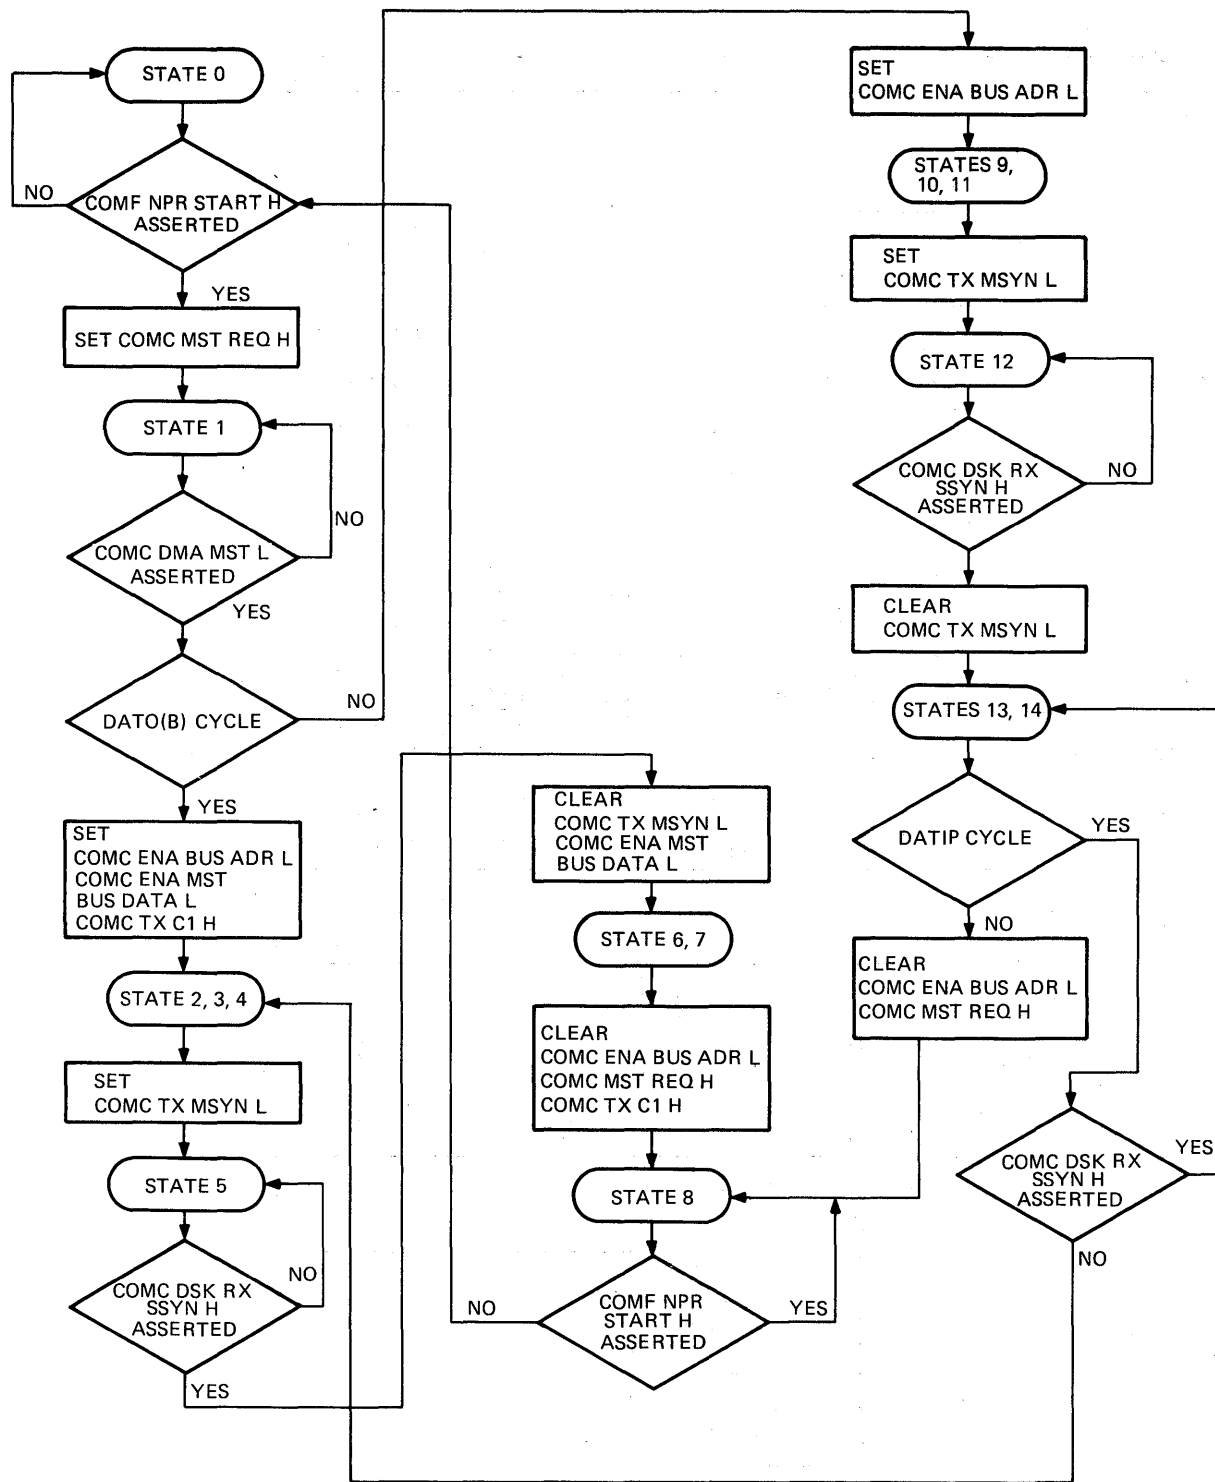 STATE 0
COMF NPR START H
ASSERTED
NO
YES
SET COMC MST REQ H
STATE 1
COMC DMA MST L
ASSERTED
NO
YES
DATO(B) CYCLE
NO
YES
SET
COMC ENA BUS ADR L
COMC ENA MST
BUS DATA L
COMC TX C1 H
STATE 2, 3, 4
SET
COMC TX MSYN L
STATE 5
COMC DSK RX
SSYN H
ASSERTED
NO
YES
CLEAR
COMC TX MSYN L
COMC ENA MST
BUS DATA L
STATE 6, 7
CLEAR
COMC ENA BUS ADR L
COMC MST REQ H
COMC TX C1 H
STATE 8
COMF NPR
START H
ASSERTED
NO
YES
SET
COMC ENA BUS ADR L
STATES 9,
10, 11
SET
COMC TX MSYN L
STATE 12
COMC DSK RX
SSYN H
ASSERTED
NO
CLEAR
COMC TX MSYN L
STATES 13, 14
DATIP CYCLE
YES
NO
CLEAR
COMC ENA BUS ADR L
COMC MST REQ H
COMC DSK RX
SSYN H
ASSERTED
YES
NO